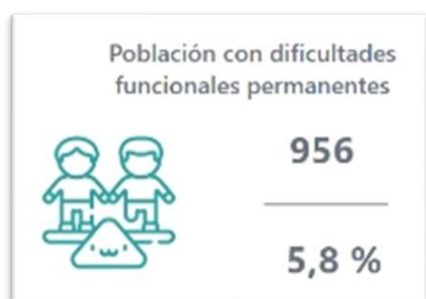 Población con dificultades
funcionales permanentes
956
5,8 %